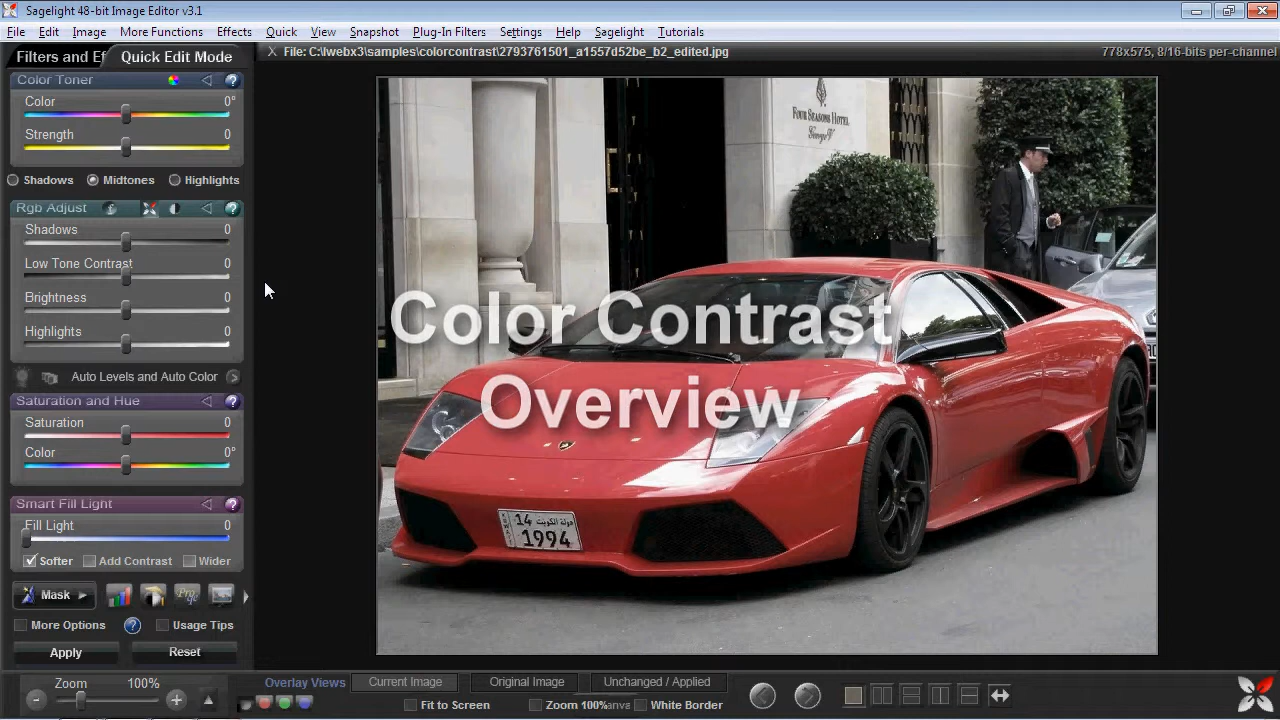 Sagelight 48-bit Image Editor v3.1
File Edit Image More Functions Effects Quick View Snapshot Plug-In Filters Settings Help Sagelight Tutorials
Filters and Ef Quick Edit Mode X File: C:\lwebx3\samples\colorcontrast\2793761501_a1557d52be_b2_edited.jpg 778x575, 8/16-bits per-channel
Color Toner ?
Color 0°
Strength 0
Shadows Midtones Highlights
Rgb Adjust ?
Shadows 0
Low Tone Contrast 0
Brightness 0
Highlights 0
Auto Levels and Auto Color >
Saturation and Hue ?
Saturation 0
Color 0°
Smart Fill Light ?
Fill Light 0
Softer Add Contrast Wider
Mask
More Options ? Usage Tips
Apply Reset
FOUR SEASONS HOTEL
George V
Color Contrast
Overview
14 دولة الكويت
1994
Zoom 100% Overlay Views Current Image Original Image Unchanged / Applied
- + Fit to Screen Zoom 100% White Border